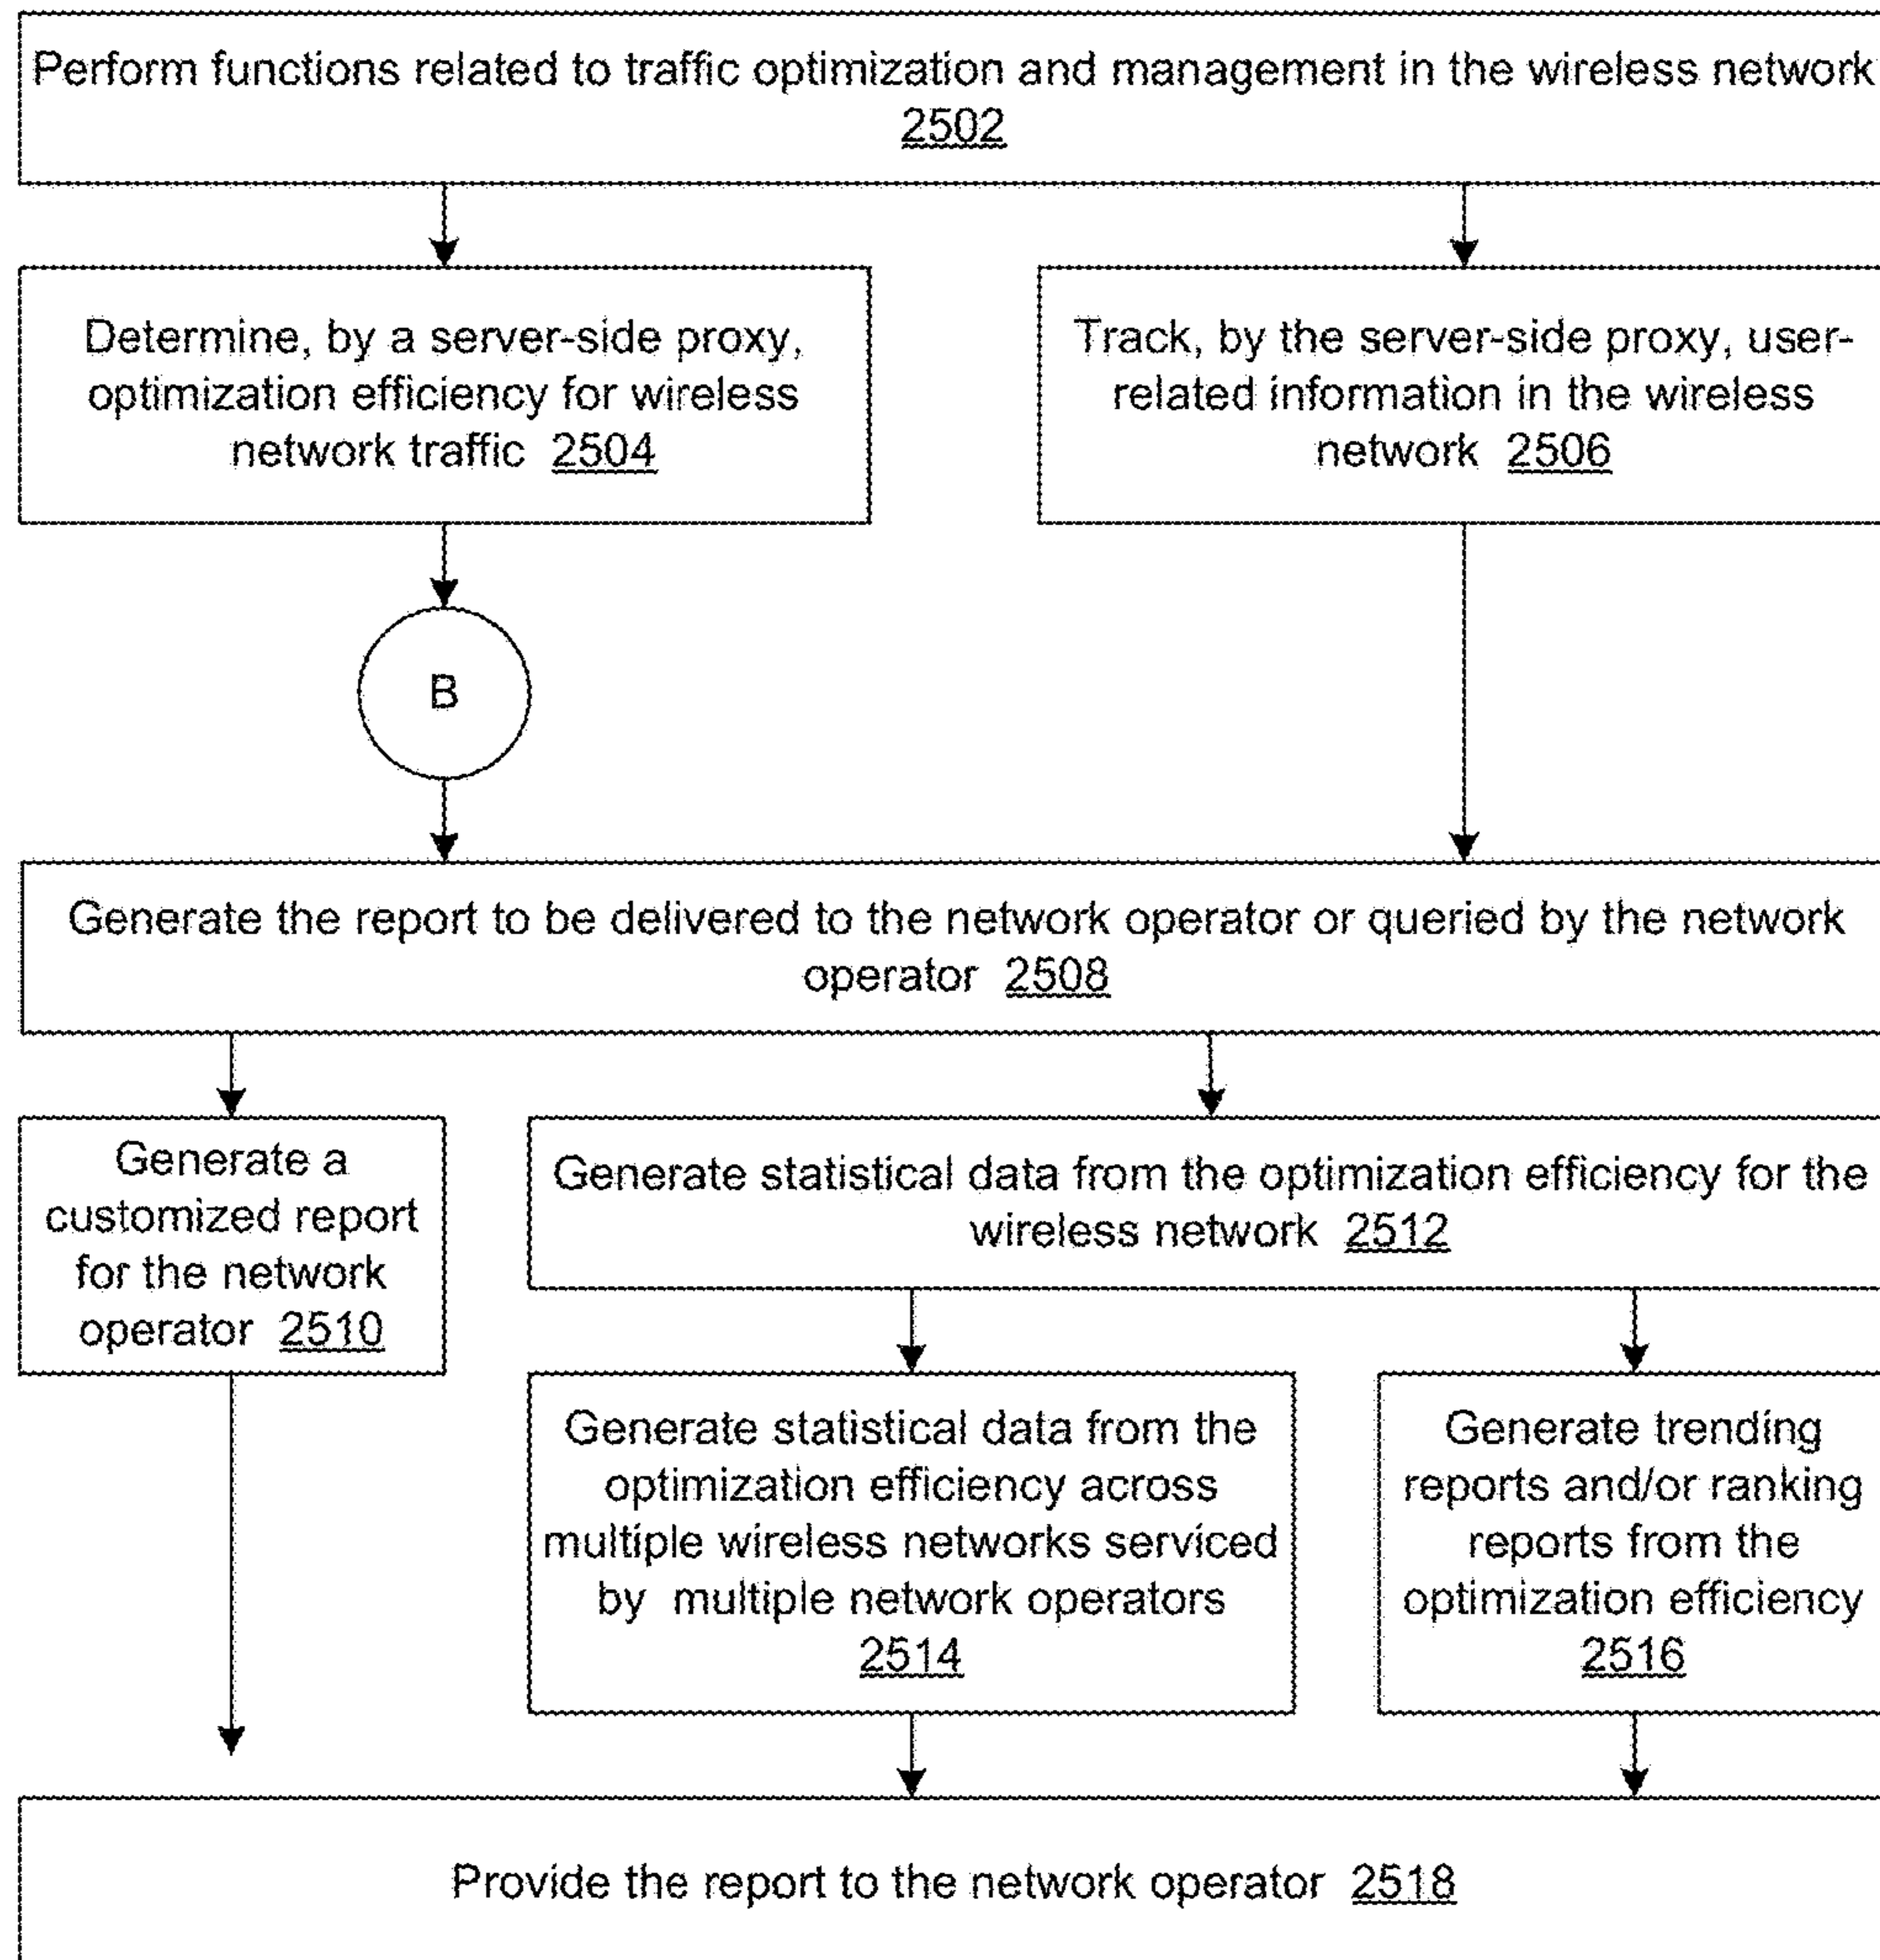 Perform functions related to traffic optimization and management in the wireless network
2502
Determine, by a server-side proxy,
optimization efficiency for wireless
network traffic 2504
Track, by the server-side proxy, user-
related information in the wireless
network 2506
B
Generate the report to be delivered to the network operator or queried by the network
operator 2508
Generate a
customized report
for the network
operator 2510
Generate statistical data from the optimization efficiency for the
wireless network 2512
Generate statistical data from the
optimization efficiency across
multiple wireless networks serviced
by multiple network operators
2514
Generate trending
reports and/or ranking
reports from the
optimization efficiency
2516
Provide the report to the network operator 2518